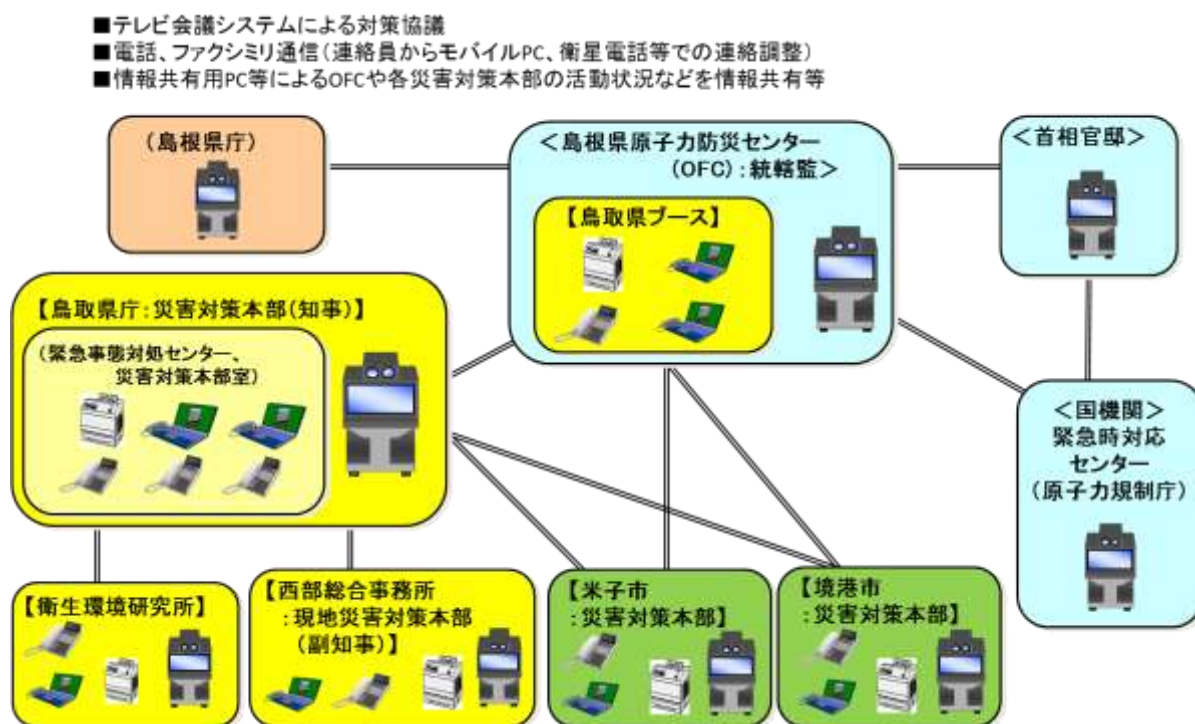 ■テレビ会議システムによる対策協議
■電話、ファクシミリ通信（連絡員からモバイルPC、衛星電話等での連絡調整）
■情報共有用PC等によるOFCや各災害対策本部の活動状況などを情報共有等
（島根県庁）
＜島根県原子力防災センター
（OFC）：統轄監＞
＜首相官邸＞
【鳥取県ブース】
【鳥取県庁：災害対策本部（知事）】
（緊急事態対処センター、
災害対策本部室）
＜国機関＞
緊急時対応
センター
（原子力規制庁）
【衛生環境研究所】
【西部総合事務所
：現地災害対策本部
（副知事）】
【米子市
：災害対策本部】
【境港市
：災害対策本部】